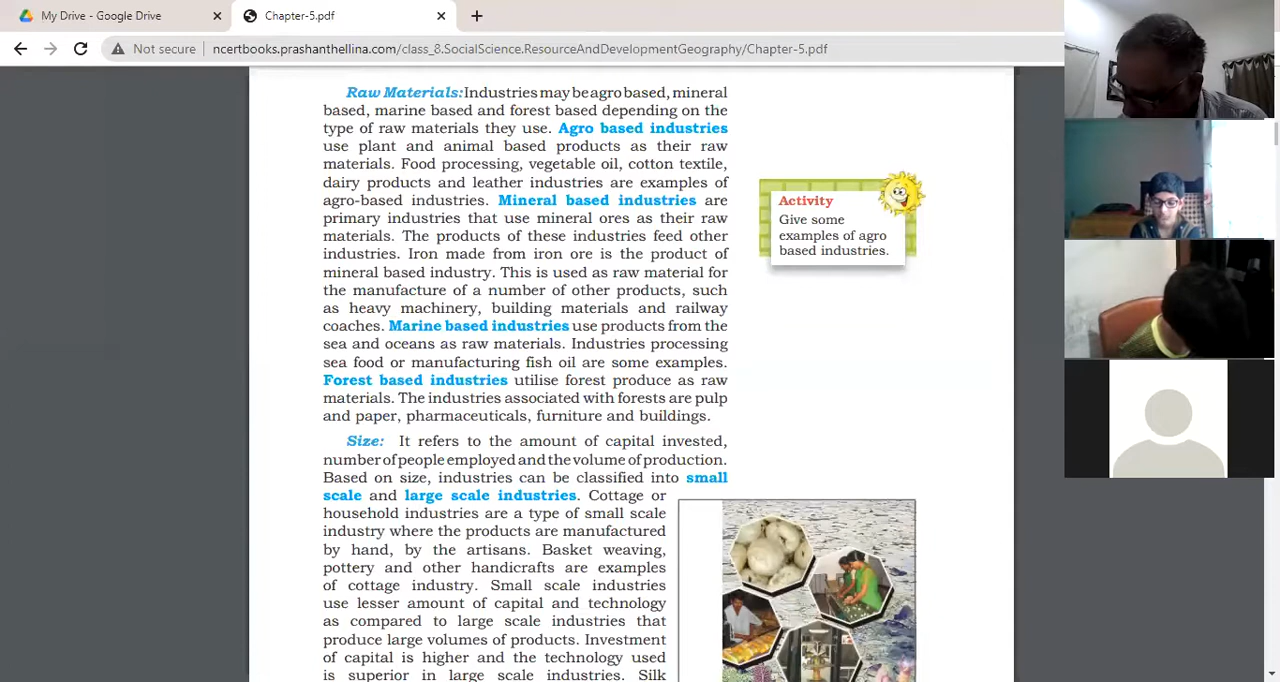 My Drive - Google Drive
Chapter-5.pdf
Not secure
ncertbooks.prashanthellina.com/class_8.SocialScience.ResourceAndDevelopmentGeography/Chapter-5.pdf
Raw Materials: Industries may be agro based, mineral
based, marine based and forest based depending on the
type of raw materials they use. Agro based industries
use plant and animal based products as their raw
materials. Food processing, vegetable oil, cotton textile,
dairy products and leather industries are examples of
agro-based industries. Mineral based industries are
primary industries that use mineral ores as their raw
materials. The products of these industries feed other
industries. Iron made from iron ore is the product of
mineral based industry. This is used as raw material for
the manufacture of a number of other products, such
as heavy machinery, building materials and railway
coaches. Marine based industries use products from the
sea and oceans as raw materials. Industries processing
sea food or manufacturing fish oil are some examples.
Forest based industries utilise forest produce as raw
materials. The industries associated with forests are pulp
and paper, pharmaceuticals, furniture and buildings.
Size: It refers to the amount of capital invested,
number of people employed and the volume of production.
Based on size, industries can be classified into small
scale and large scale industries. Cottage or
household industries are a type of small scale
industry where the products are manufactured
by hand, by the artisans. Basket weaving,
pottery and other handicrafts are examples
of cottage industry. Small scale industries
use lesser amount of capital and technology
as compared to large scale industries that
produce large volumes of products. Investment
of capital is higher and the technology used
is superior in large scale industries. Silk
Activity
Give some
examples of agro
based industries.